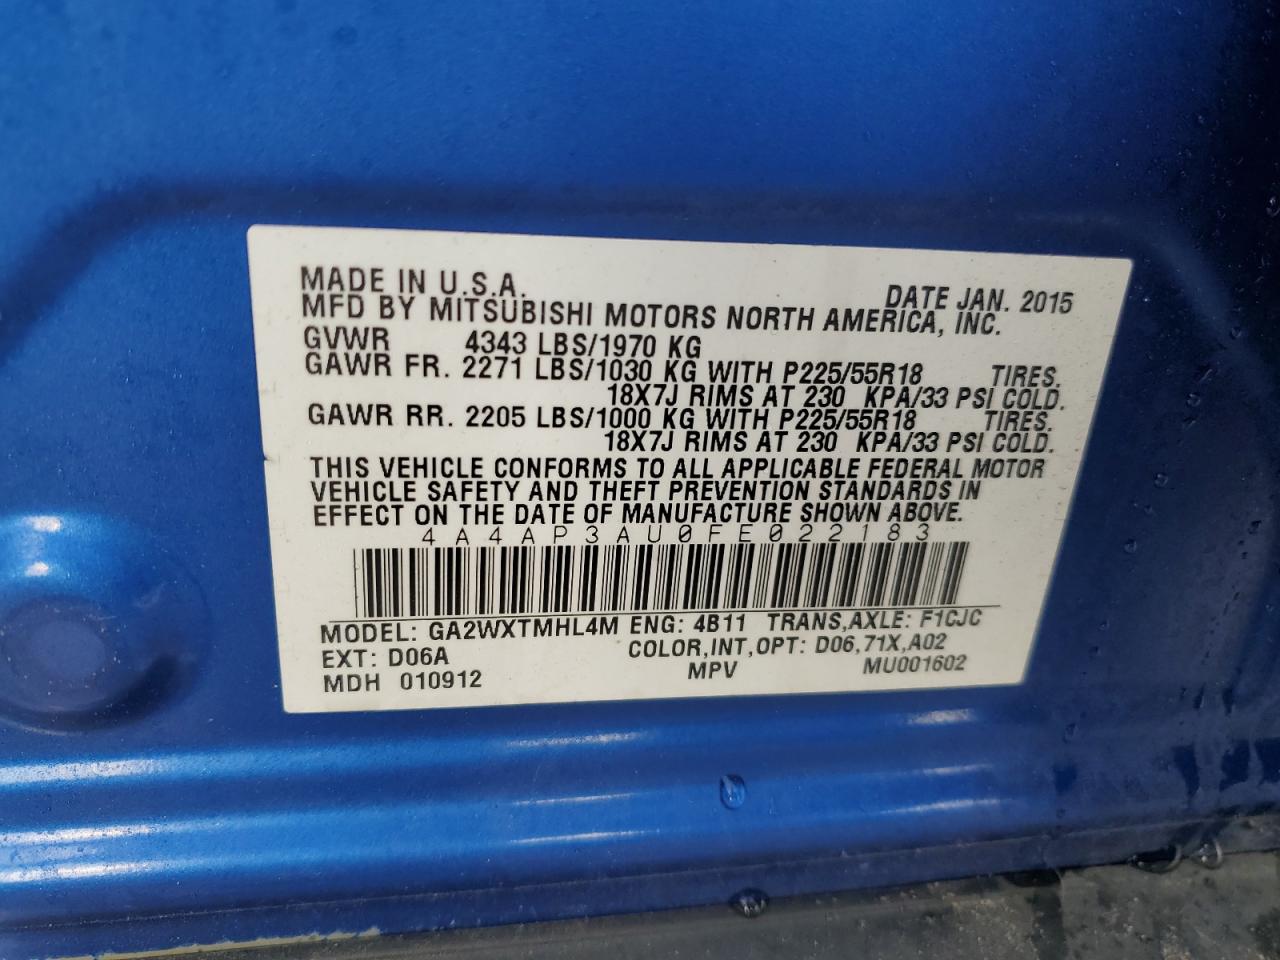 MADE IN U.S.A. DATE JAN. 2015
MFD BY MITSUBISHI MOTORS NORTH AMERICA, INC.
GVWR 4343 LBS/1970 KG
GAWR FR. 2271 LBS/1030 KG WITH P225/55R18 TIRES.
18X7J RIMS AT 230 KPA/33 PSI COLD.
GAWR RR. 2205 LBS/1000 KG WITH P225/55R18 TIRES.
18X7J RIMS AT 230 KPA/33 PSI COLD.
THIS VEHICLE CONFORMS TO ALL APPLICABLE FEDERAL MOTOR
VEHICLE SAFETY AND THEFT PREVENTION STANDARDS IN
EFFECT ON THE DATE OF MANUFACTURE SHOWN ABOVE.
4A4AP3AU0FE022183
MODEL: GA2WXTMHL4M ENG: 4B11 TRANS,AXLE: F1CJC
EXT: D06A COLOR,INT,OPT: D06,71X,A02
MDH 010912 MPV MU001602